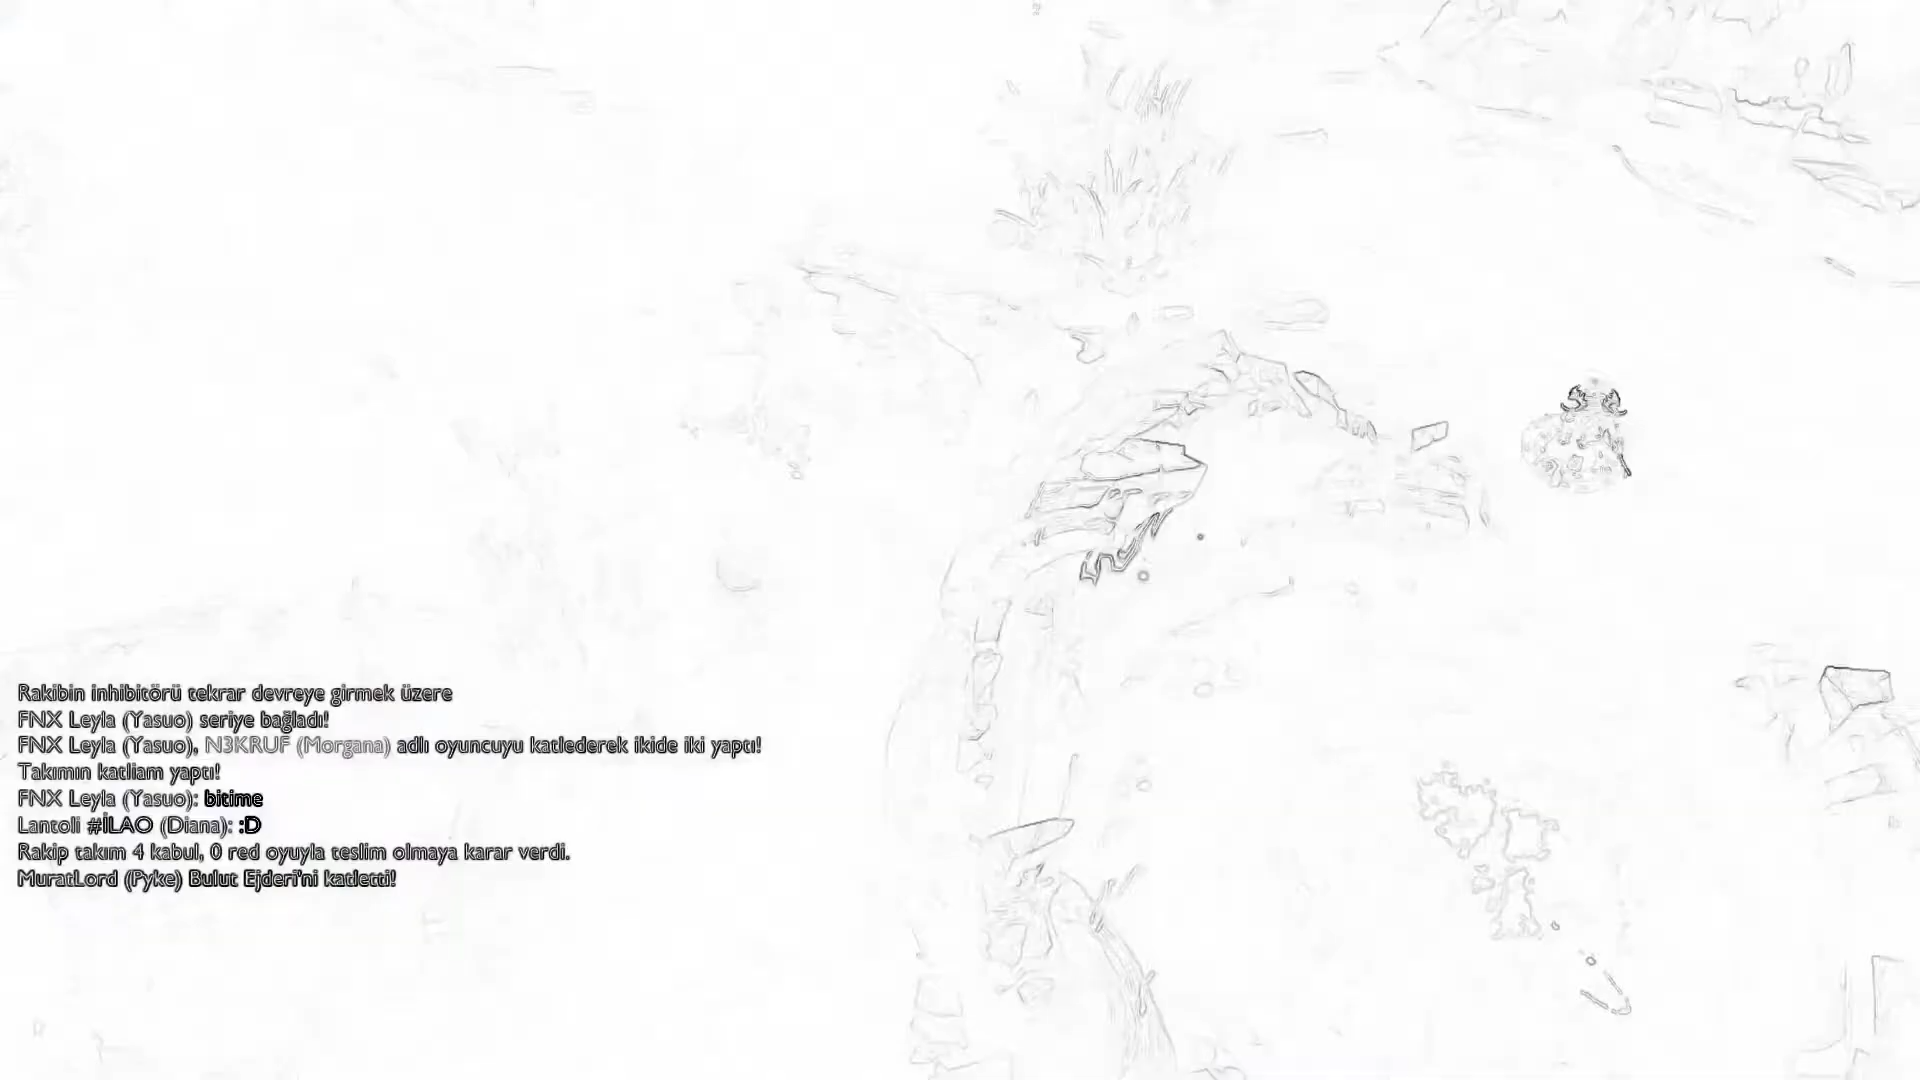 Rakibin inhibitörü tekrar devreye girmek üzere
FNX Leyla (Yasuo) seriye bağladı!
FNX Leyla (Yasuo), N3KRUF (Morgana) adlı oyuncuyu katlederek ikide iki yaptı!
Takımın katliam yaptı!
FNX Leyla (Yasuo): bitime
Lantoli #İLAO (Diana): :D
Rakip takım 4 kabul, 0 red oyuyla teslim olmaya karar verdi.
MuratLord (Pyke) Bulut Ejderi'ni katletti!